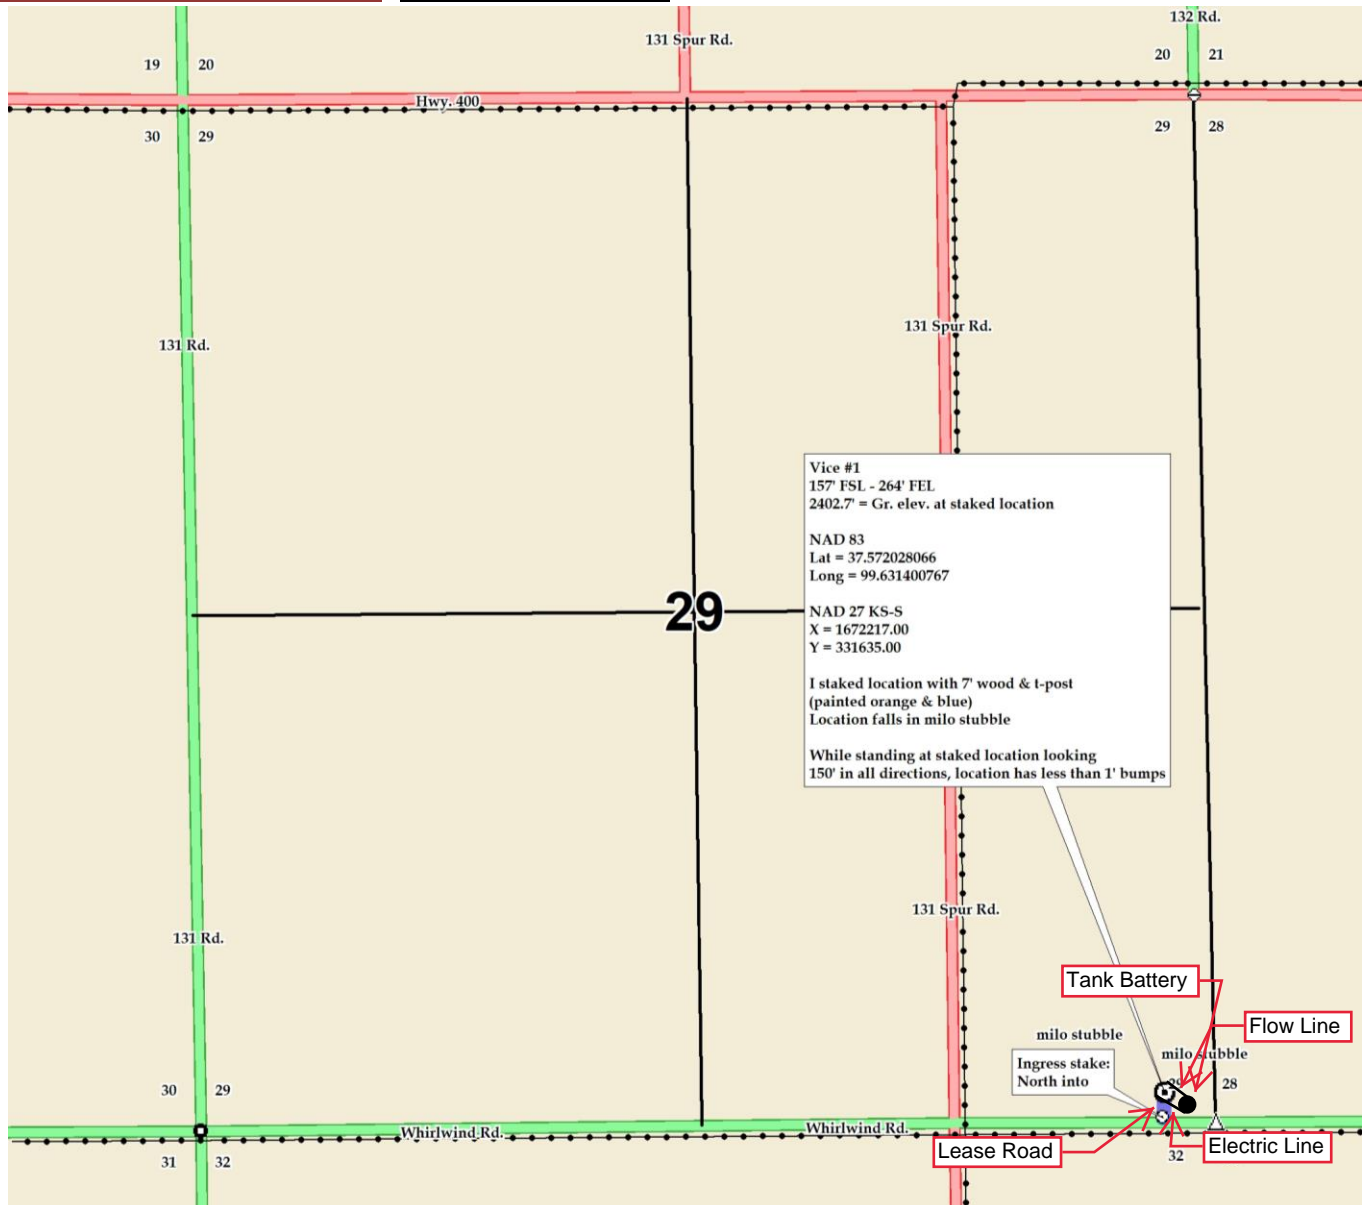 132 Rd.
131 Spur Rd.
19 20
20 21
Hwy. 400
30 29
29 28
131 Spur Rd.
131 Rd.
Vice #1
157' FSL - 264' FEL
2402.7' = Gr. elev. at staked location
NAD 83
Lat = 37.572028066
Long = 99.631400767
NAD 27 KS-S
X = 1672217.00
Y = 331635.00
I staked location with 7' wood & t-post
(painted orange & blue)
Location falls in milo stubble
While standing at staked location looking
150' in all directions, location has less than 1' bumps
29
131 Spur Rd.
131 Rd.
Tank Battery
Flow Line
milo stubble
milo stubble
Ingress stake:
North into
30 29
29 28
Whirlwind Rd.
Whirlwind Rd.
Lease Road
Electric Line
31 32
32